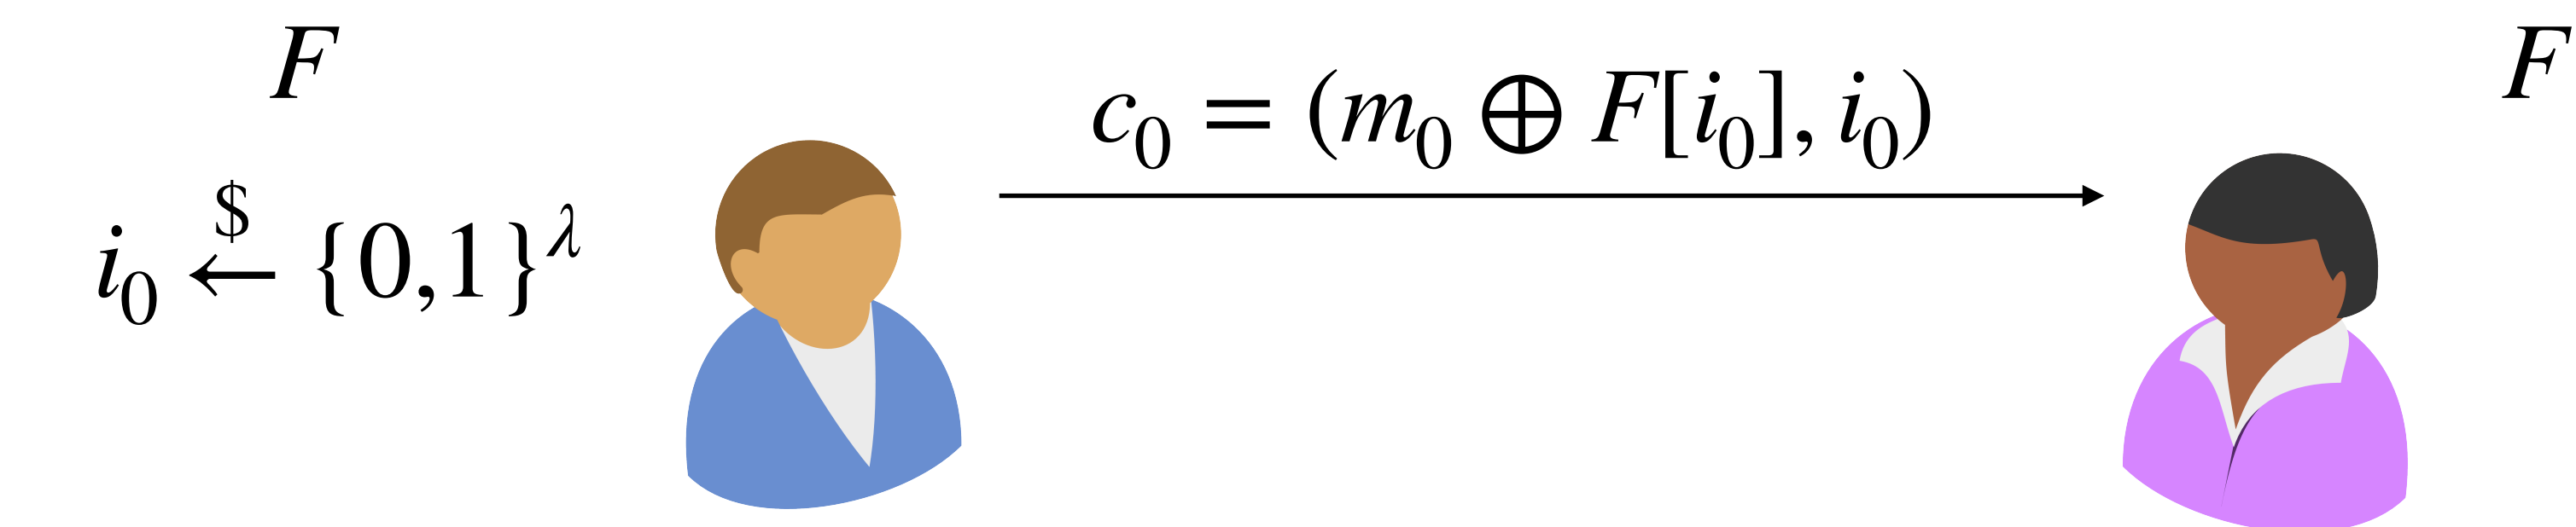 F
c₀ = (m₀ ⊕ F[i₀], i₀)
F
i₀ ←$ {0,1}^λ